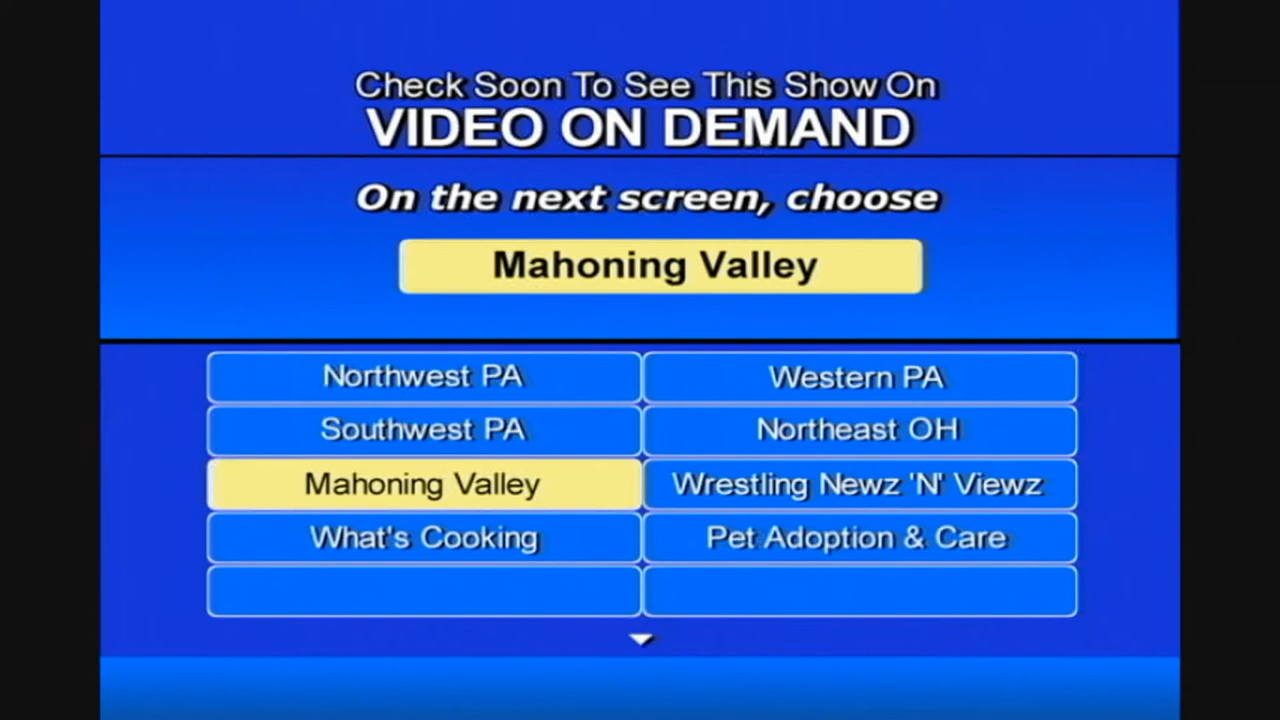 Check Soon To See This Show On
VIDEO ON DEMAND
On the next screen, choose
Mahoning Valley
Northwest PA
Western PA
Southwest PA
Northeast OH
Mahoning Valley
Wrestling Newz 'N' Viewz
What's Cooking
Pet Adoption & Care